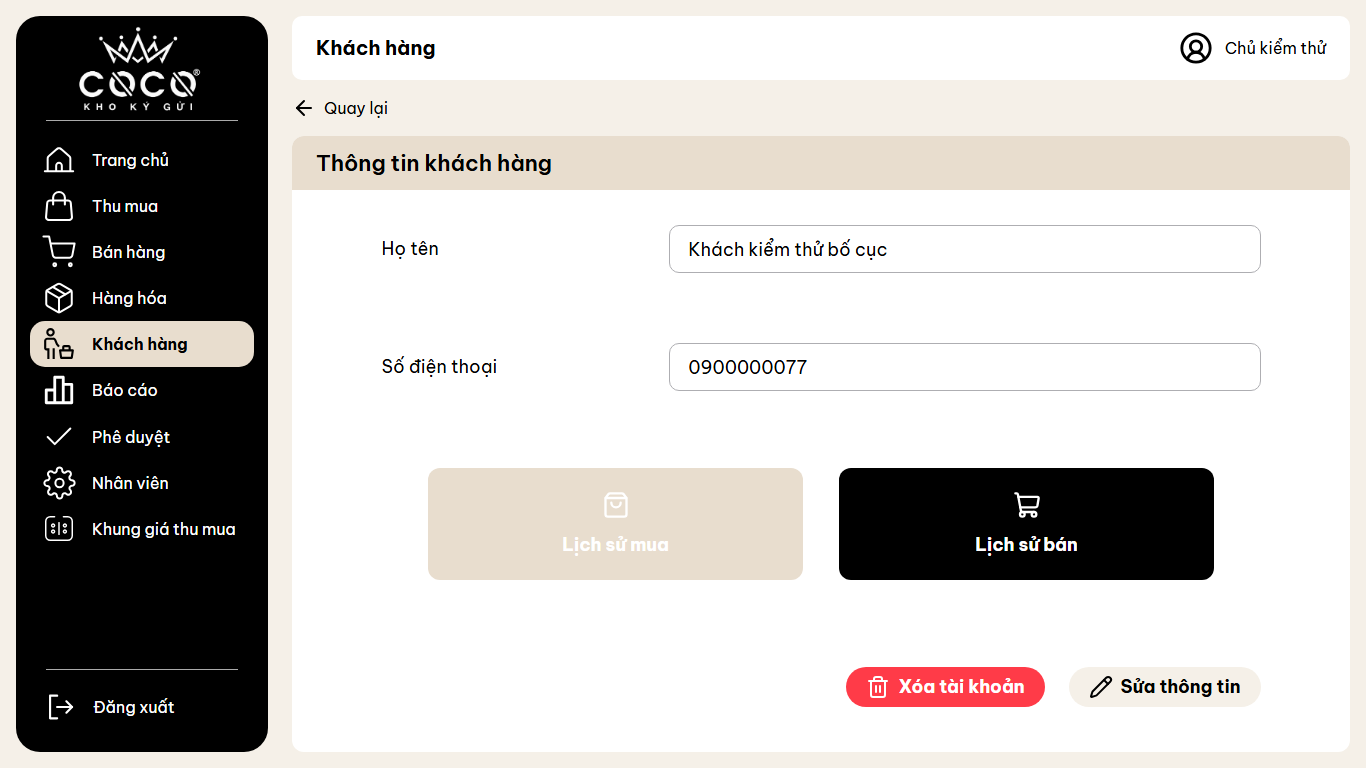 COCO®
KHO KÝ GỬI
Trang chủ
Thu mua
Bán hàng
Hàng hóa
Khách hàng
Báo cáo
Phê duyệt
Nhân viên
Khung giá thu mua
Đăng xuất
Khách hàng
Chủ kiểm thử
Quay lại
Thông tin khách hàng
Họ tên
Khách kiểm thử bố cục
Số điện thoại
0900000077
Lịch sử mua
Lịch sử bán
Xóa tài khoản
Sửa thông tin